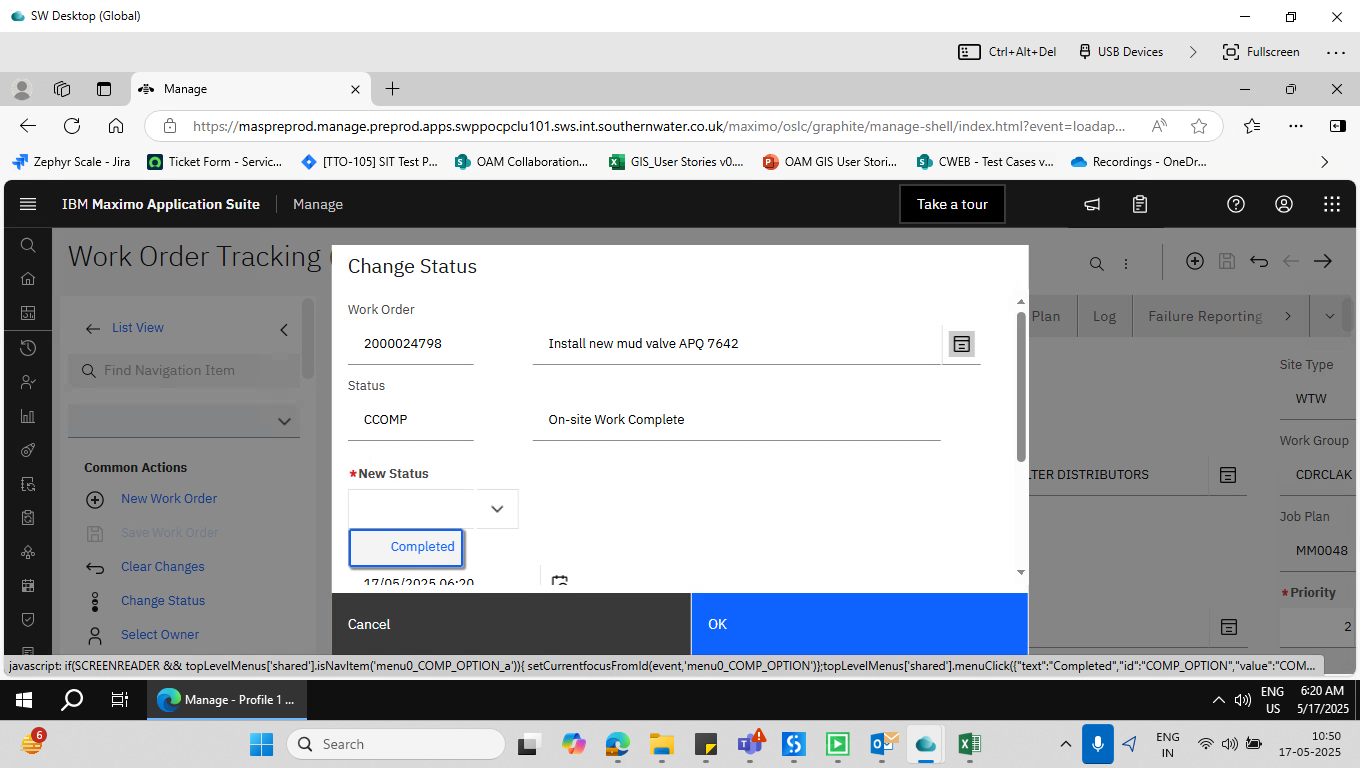 SW Desktop (Global)
Ctrl+Alt+Del
USB Devices
Fullscreen
Manage
https://maspreprod.manage.preprod.apps.swppocpclu101.sws.int.southernwater.co.uk/maximo/oslc/graphite/manage-shell/index.html?event=loadap...
Zephyr Scale - Jira
Ticket Form - Servic...
[TTO-105] SIT Test P...
OAM Collaboration...
GIS_User Stories v0....
OAM GIS User Stori...
CWEB - Test Cases v...
Recordings - OneDr...
IBM Maximo Application Suite
Manage
Take a tour
Work Order Tracking
List View
Find Navigation Item
Common Actions
New Work Order
Save Work Order
Clear Changes
Change Status
Select Owner
Change Status
Work Order
2000024798
Install new mud valve APQ 7642
Status
CCOMP
On-site Work Complete
*New Status
Completed
17/05/2025 06:20
Cancel
OK
Plan
Log
Failure Reporting
Site Type
WTW
Work Group
LTER DISTRIBUTORS
CDRCLAK
Job Plan
MM0048
*Priority
2
javascript: if(SCREENREADER && topLevelMenus['shared'].isNavItem('menu0_COMP_OPTION_a')){ setCurrentfocusFromId(event,'menu0_COMP_OPTION')};topLevelMenus['shared'].menuClick({"text":"Completed","id":"COMP_OPTION","value":"COM...
Manage - Profile 1 ...
ENG
US
6:20 AM
5/17/2025
6
Search
ENG
IN
10:50
17-05-2025